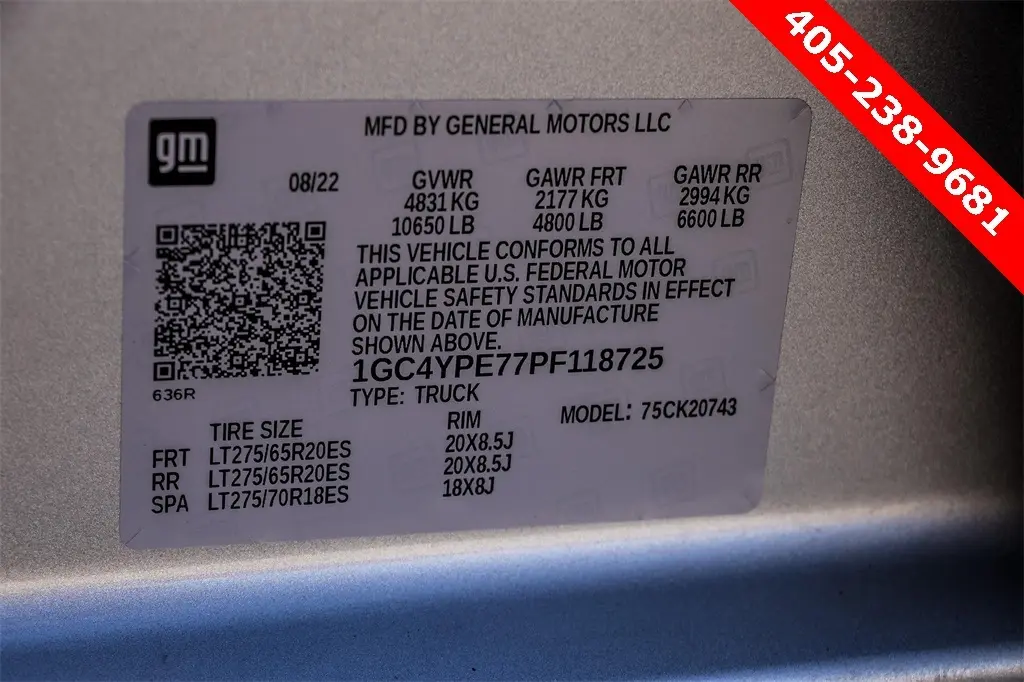 405-238-9681
gm
MFD BY GENERAL MOTORS LLC
08/22 GVWR GAWR FRT GAWR RR
4831 KG 2177 KG 2994 KG
10650 LB 4800 LB 6600 LB
THIS VEHICLE CONFORMS TO ALL
APPLICABLE U.S. FEDERAL MOTOR
VEHICLE SAFETY STANDARDS IN EFFECT
ON THE DATE OF MANUFACTURE
SHOWN ABOVE.
1GC4YPE77PF118725
636R
TYPE: TRUCK
MODEL: 75CK20743
TIRE SIZE RIM
FRT LT275/65R20ES 20X8.5J
RR LT275/65R20ES 20X8.5J
SPA LT275/70R18ES 18X8J